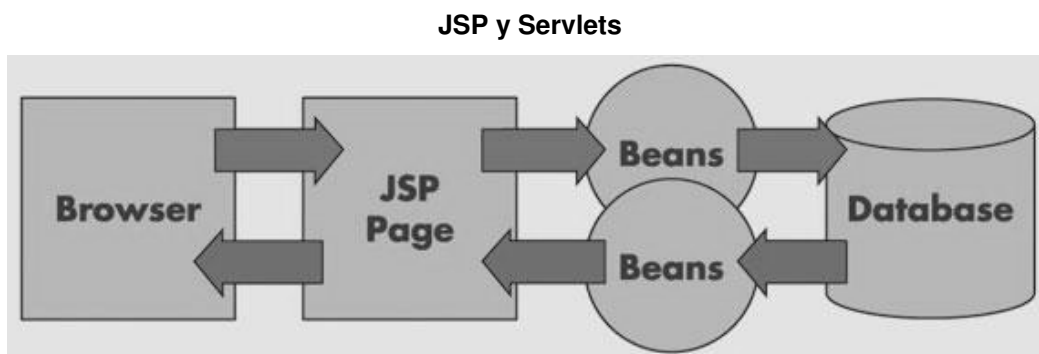 JSP y Servlets
Browser
JSP
Page
Beans
Beans
Database